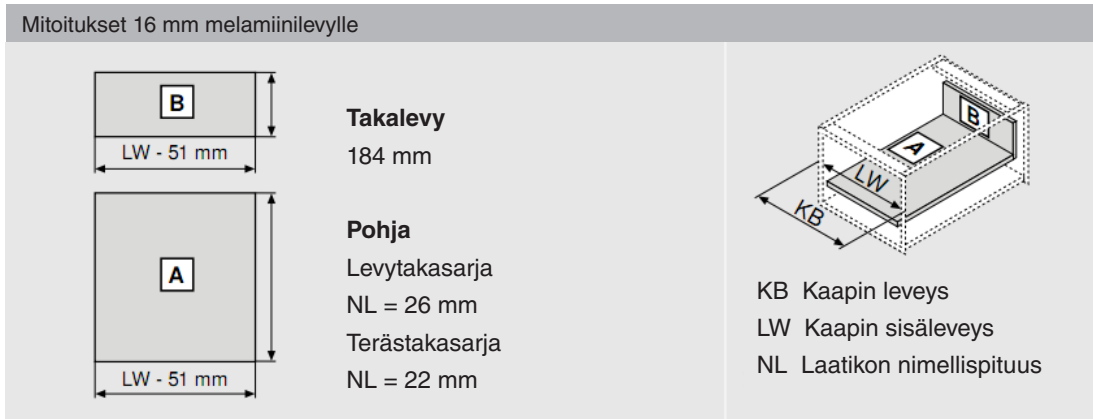 Mitoitukset 16 mm melamiinilevylle
B
LW - 51 mm
Takalevy
184 mm
A
LW - 51 mm
Pohja
Levytakasarja
NL = 26 mm
Terästakasarja
NL = 22 mm
B
A
LW
KB
KB Kaapin leveys
LW Kaapin sisäleveys
NL Laatikon nimellispituus